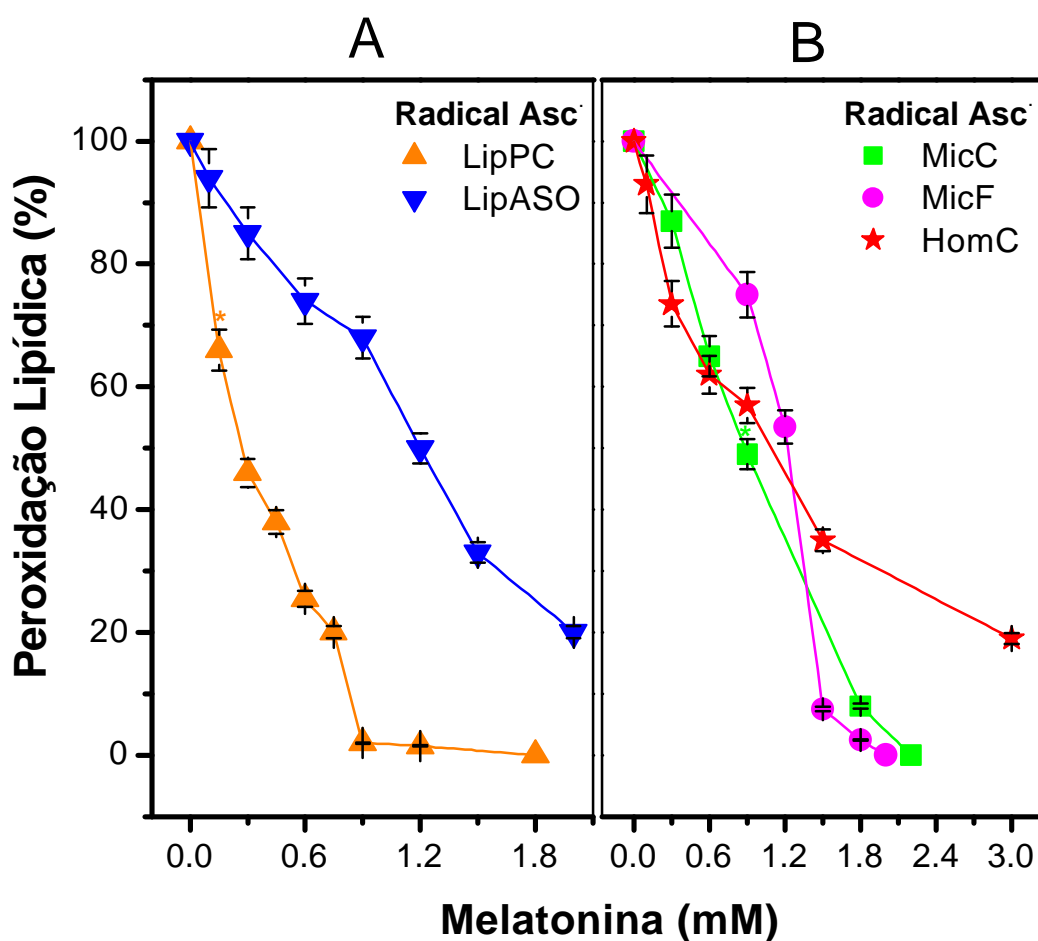 A
B
Peroxidação Lipídica (%)
100
80
60
40
20
0
Radical Asc·
LipPC
LipASO
*
Radical Asc·
MicC
MicF
HomC
*
0.0 0.6 1.2 1.8
0.0 0.6 1.2 1.8 2.4 3.0
Melatonina (mM)